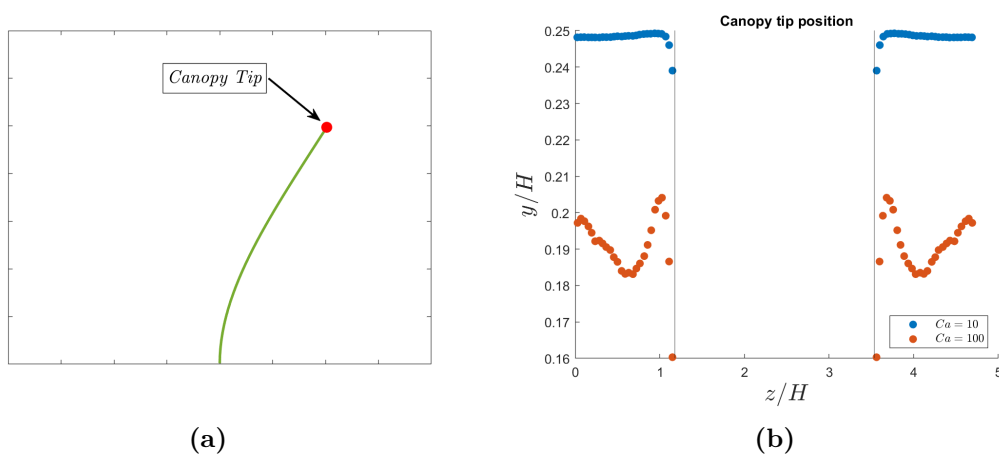 Canopy Tip
(a)
Canopy tip position
0.25
0.24
0.23
0.22
0.21
0.2
0.19
0.18
0.17
0.16
y/H
0 1 2 3 4 5
z/H
Ca = 10
Ca = 100
(b)